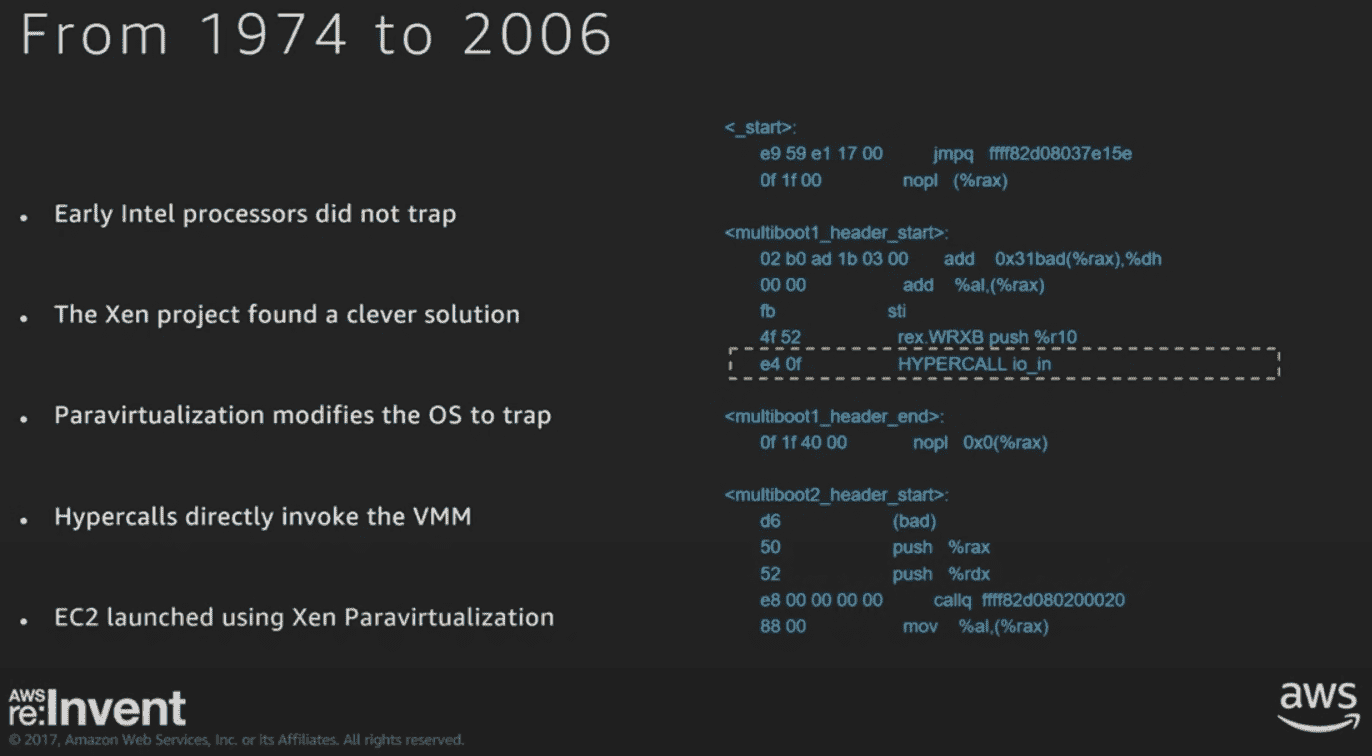 From 1974 to 2006
• Early Intel processors did not trap
• The Xen project found a clever solution
• Paravirtualization modifies the OS to trap
• Hypercalls directly invoke the VMM
• EC2 launched using Xen Paravirtualization
<_start>:
e9 59 e1 17 00 jmpq ffff82d08037e15e
0f 1f 00 nopl (%rax)
<multiboot1_header_start>:
02 b0 ad 1b 03 00 add 0x31bad(%rax),%dh
00 00 add %al,(%rax)
fb sti
4f 52 rex.WRXB push %r10
e4 0f HYPERCALL io_in
<multiboot1_header_end>:
0f 1f 40 00 nopl 0x0(%rax)
<multiboot2_header_start>:
d6 (bad)
50 push %rax
52 push %rdx
e8 00 00 00 00 callq ffff82d080200020
88 00 mov %al,(%rax)
AWS
re:Invent
© 2017, Amazon Web Services, Inc. or its Affiliates. All rights reserved.
aws